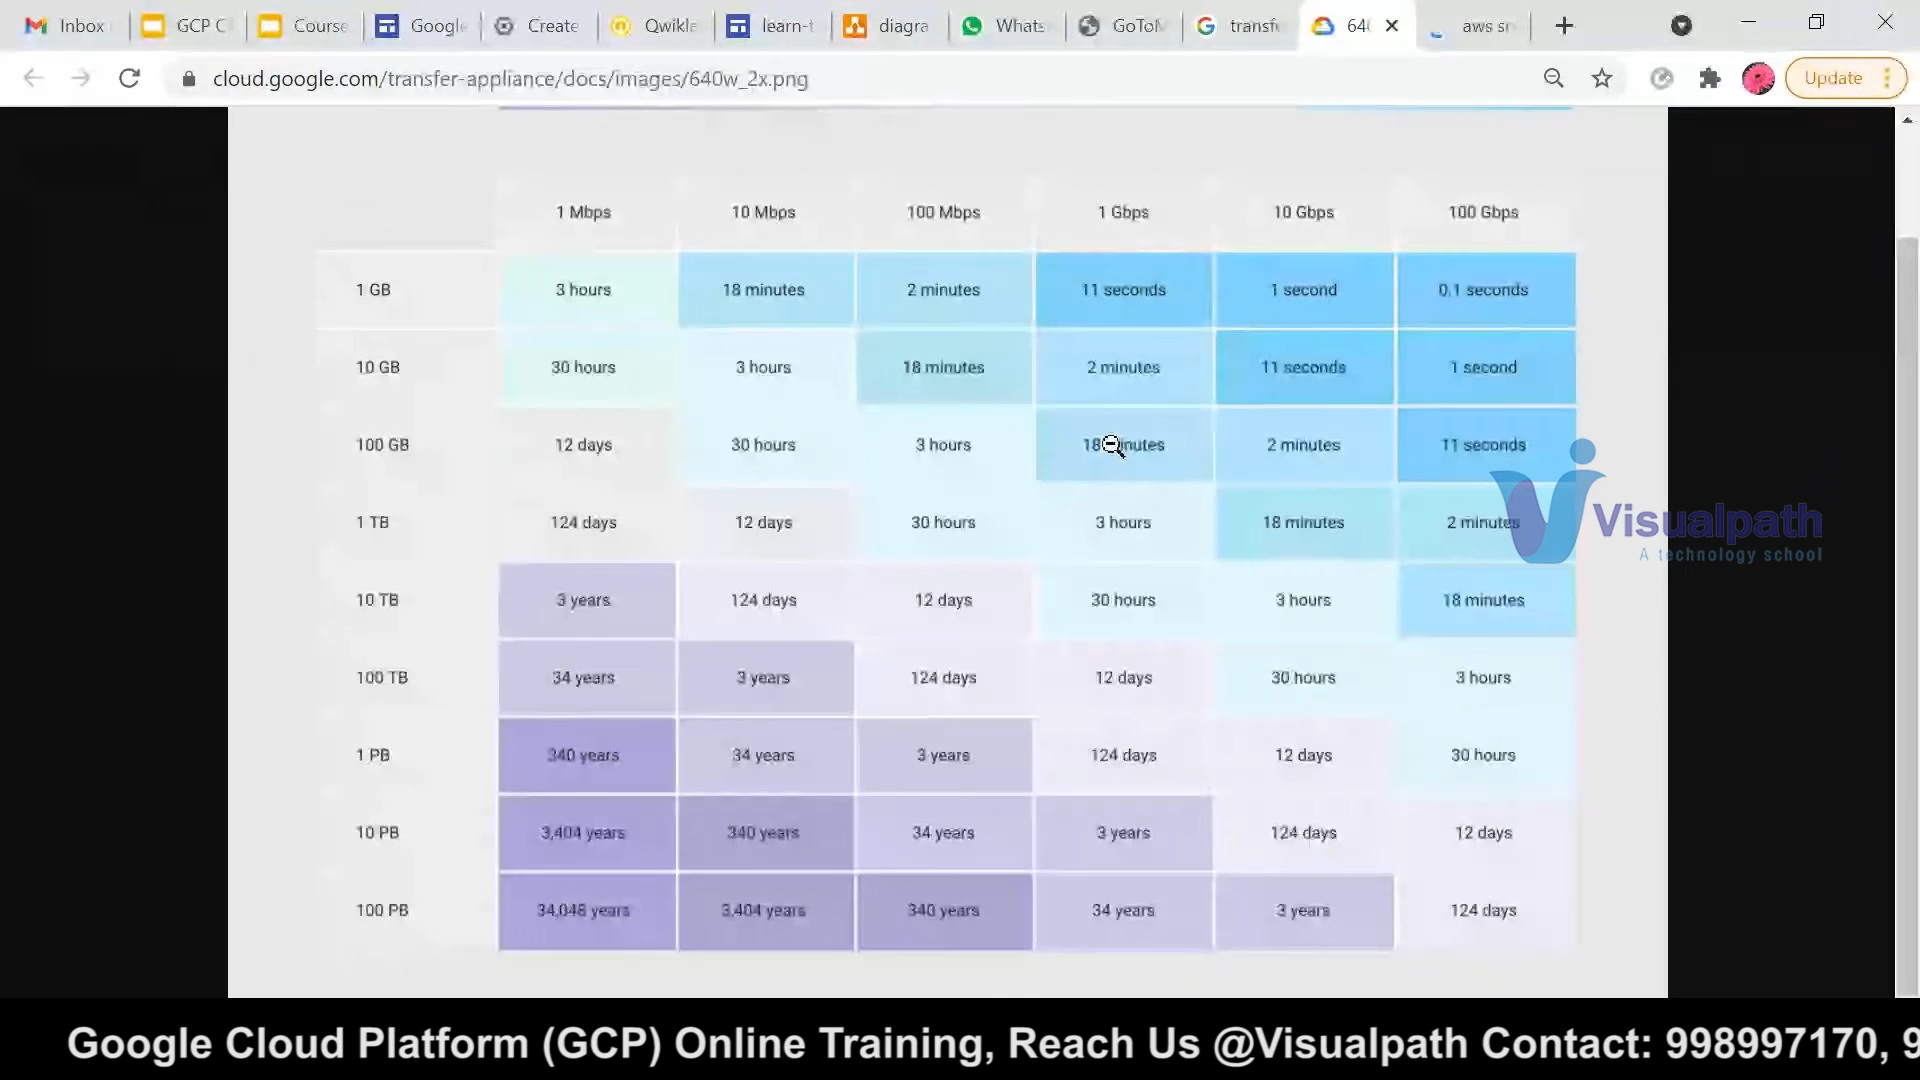 Inbox GCP C Course Google Create Qwikla learn-t diagra Whats GoToM transfe 640 aws sn
cloud.google.com/transfer-appliance/docs/images/640w_2x.png Update
1 Mbps 10 Mbps 100 Mbps 1 Gbps 10 Gbps 100 Gbps
1 GB 3 hours 18 minutes 2 minutes 11 seconds 1 second 0.1 seconds
10 GB 30 hours 3 hours 18 minutes 2 minutes 11 seconds 1 second
100 GB 12 days 30 hours 3 hours 18 minutes 2 minutes 11 seconds
1 TB 124 days 12 days 30 hours 3 hours 18 minutes 2 minutes
Visualpath
A technology school
10 TB 3 years 124 days 12 days 30 hours 3 hours 18 minutes
100 TB 34 years 3 years 124 days 12 days 30 hours 3 hours
1 PB 340 years 34 years 3 years 124 days 12 days 30 hours
10 PB 3,404 years 340 years 34 years 3 years 124 days 12 days
100 PB 34,048 years 3,404 years 340 years 34 years 3 years 124 days
Google Cloud Platform (GCP) Online Training, Reach Us @Visualpath Contact: 998997170, 9